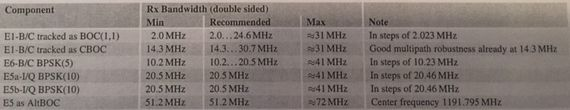 Component Rx Bandwidth (double sided)
Min Recommended Max Note
E1-B/C tracked as BOC(1,1) 2.0 MHz 2.0…24.6 MHz ≈31 MHz In steps of 2.023 MHz
E1-B/C tracked as CBOC 14.3 MHz 14.3…30.7 MHz ≈31 MHz Good multipath robustness already at 14.3 MHz
E6-B/C BPSK(5) 10.2 MHz 10.2…20.5 MHz ≈41 MHz In steps of 10.23 MHz
E5a-I/Q BPSK(10) 20.5 MHz 20.5 MHz ≈41 MHz In steps of 20.46 MHz
E5b-I/Q BPSK(10) 20.5 MHz 20.5 MHz ≈41 MHz In steps of 20.46 MHz
E5 as AltBOC 51.2 MHz 51.2 MHz ≈72 MHz Center frequency 1191.795 MHz